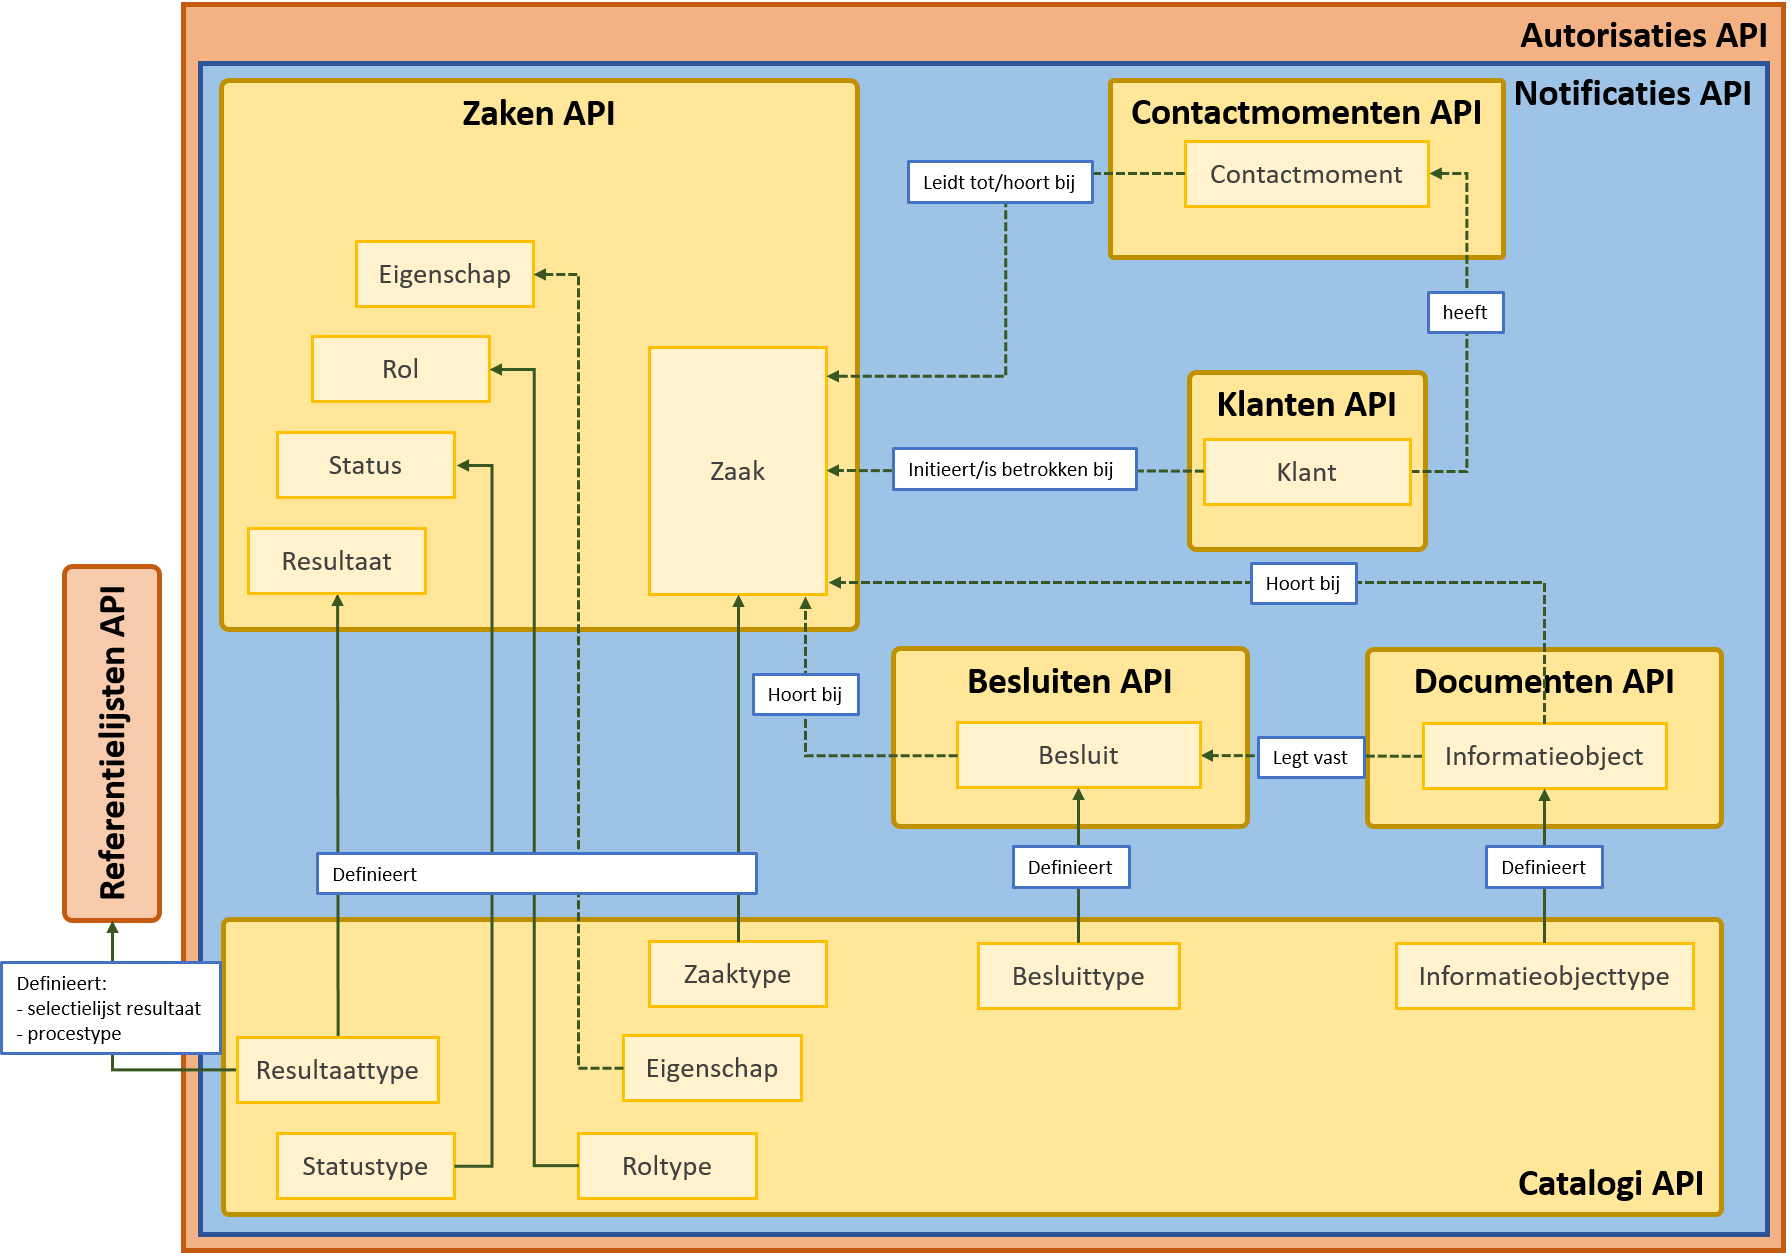 Autorisaties API
Notificaties API
Zaken API
Contactmomenten API
Contactmoment
Leidt tot/hoort bij
Eigenschap
heeft
Rol
Klanten API
Status
Zaak
Initieert/is betrokken bij
Klant
Resultaat
Hoort bij
Referentielijsten API
Besluiten API
Documenten API
Hoort bij
Besluit
Legt vast
Informatieobject
Definieert
Definieert
Definieert
Zaaktype
Besluittype
Informatieobjecttype
Definieert:
- selectielijst resultaat
- procestype
Resultaattype
Eigenschap
Statustype
Roltype
Catalogi API